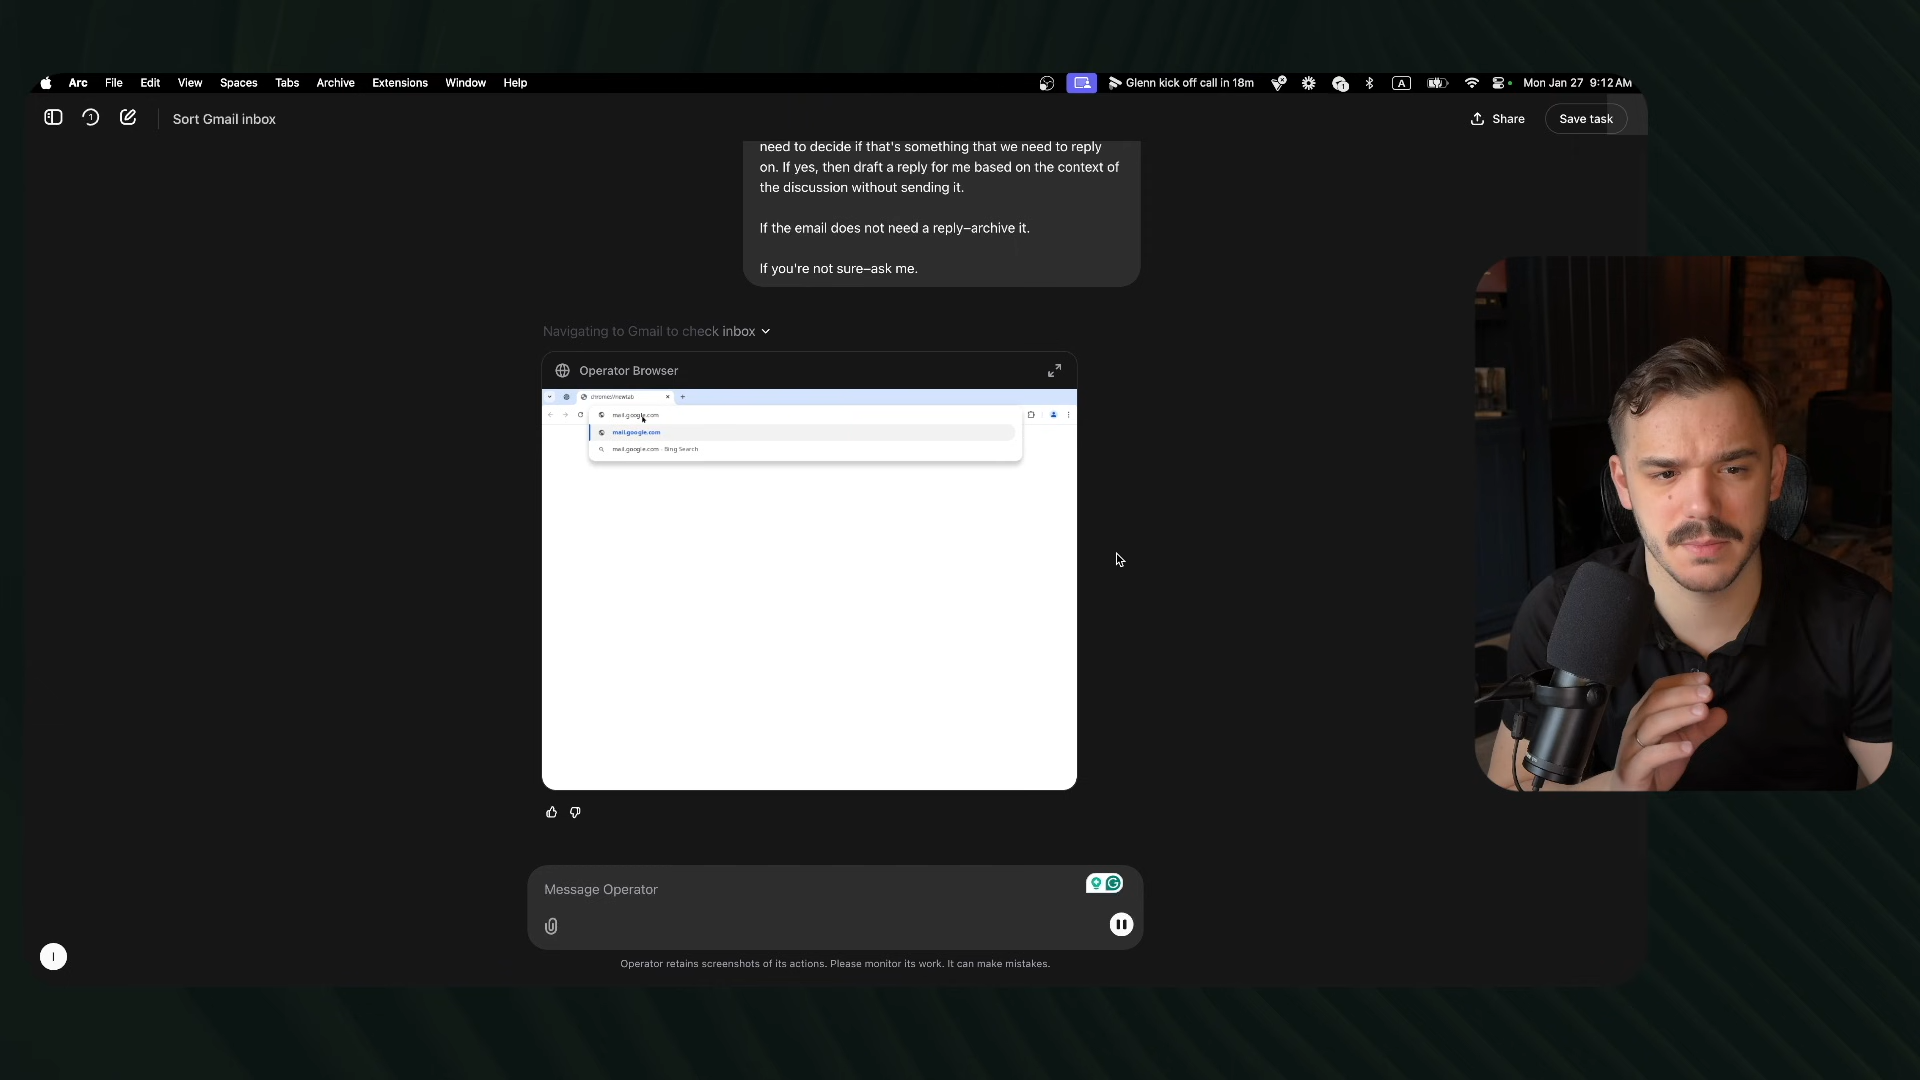 Arc File Edit View Spaces Tabs Archive Extensions Window Help Glenn kick off call in 18m A Mon Jan 27 9:12 AM
1 Sort Gmail inbox Share Save task
need to decide if that's something that we need to reply
on. If yes, then draft a reply for me based on the context of
the discussion without sending it.
If the email does not need a reply–archive it.
If you're not sure–ask me.
Navigating to Gmail to check inbox
Operator Browser
chrome://newtab
mail.google.com
mail.google.com
mail.google.com - Bing Search
Message Operator
I
Operator retains screenshots of its actions. Please monitor its work. It can make mistakes.